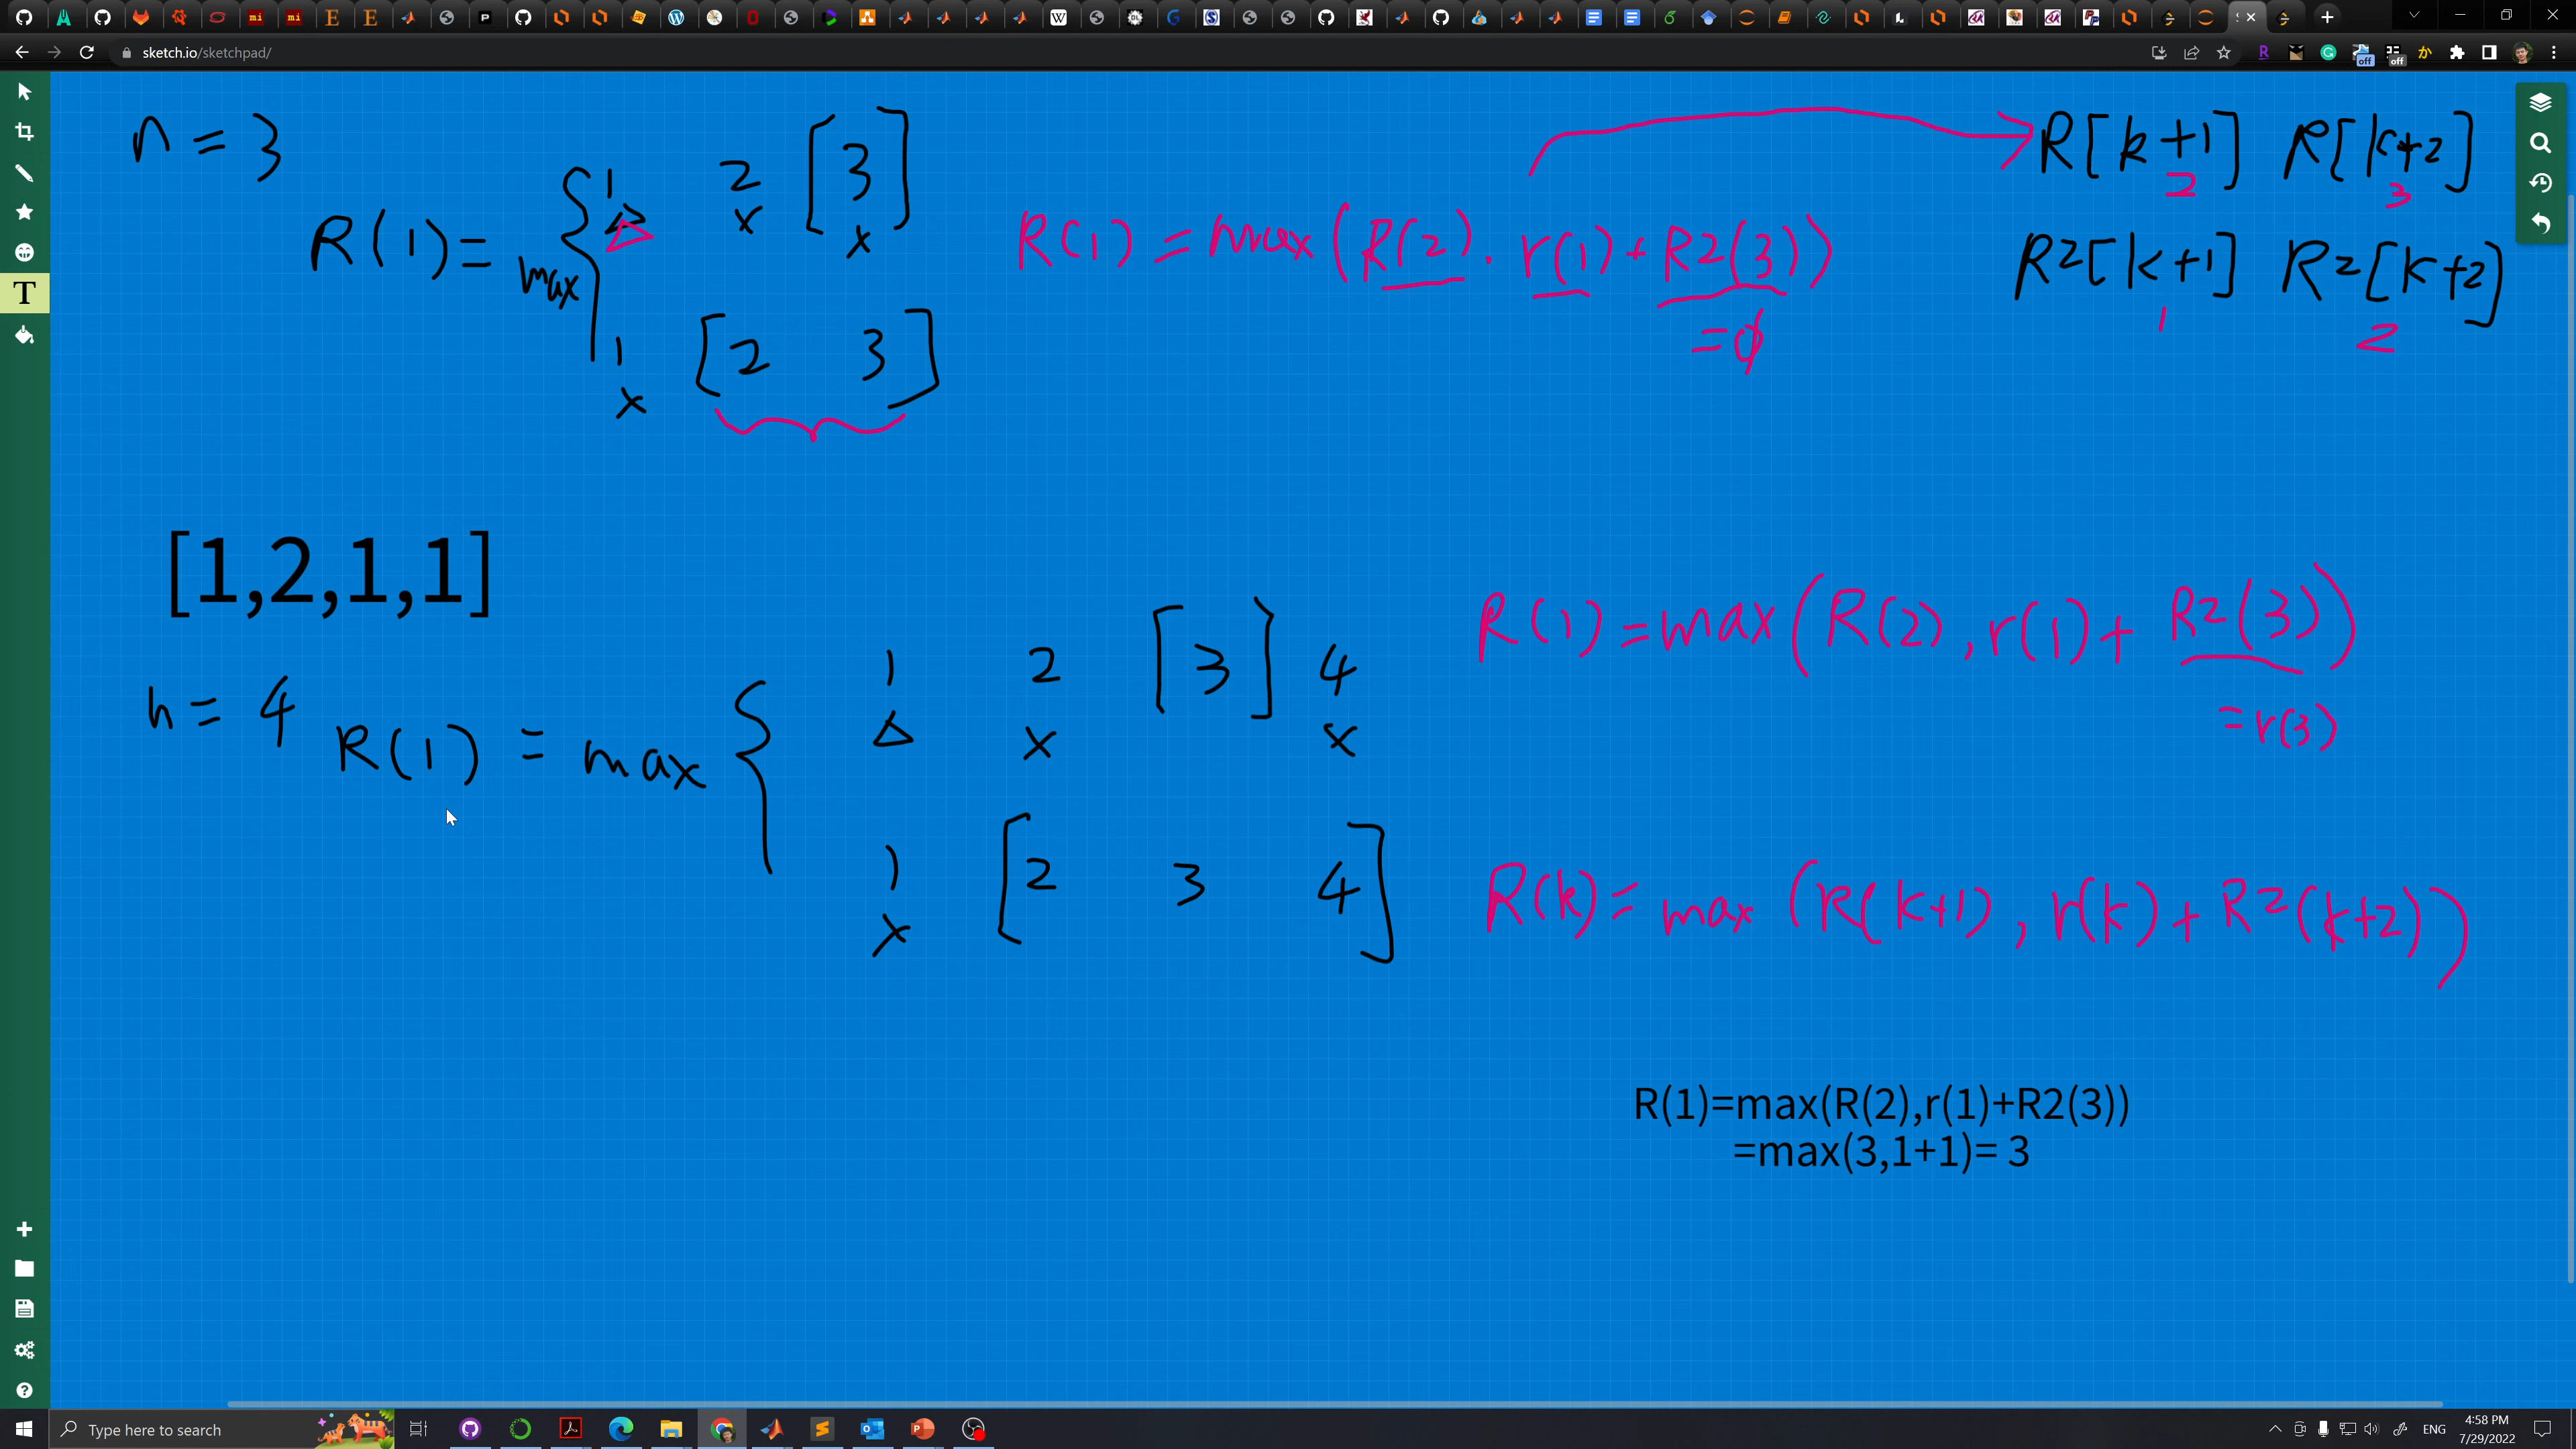 sketch.io/sketchpad/
off
off
n = 3
R(1) =
max
1 2 [3]
x x
1 [2 3]
x
R(1) = max(R(2), r(1) + R2(3))
= ϕ
R[k+1] R[k+2]
2 3
R2[k+1] R2[k+2]
1 2
[1,2,1,1]
n = 4
R(1) = max
1 2 [3] 4
Δ x x
1 [2 3 4]
x
R(1) = max(R(2), r(1) + R2(3))
= r(3)
R(k) = max(R(k+1), r(k) + R2(k+2))
R(1)=max(R(2),r(1)+R2(3))
=max(3,1+1)= 3
T
Type here to search
ENG
4:58 PM
7/29/2022